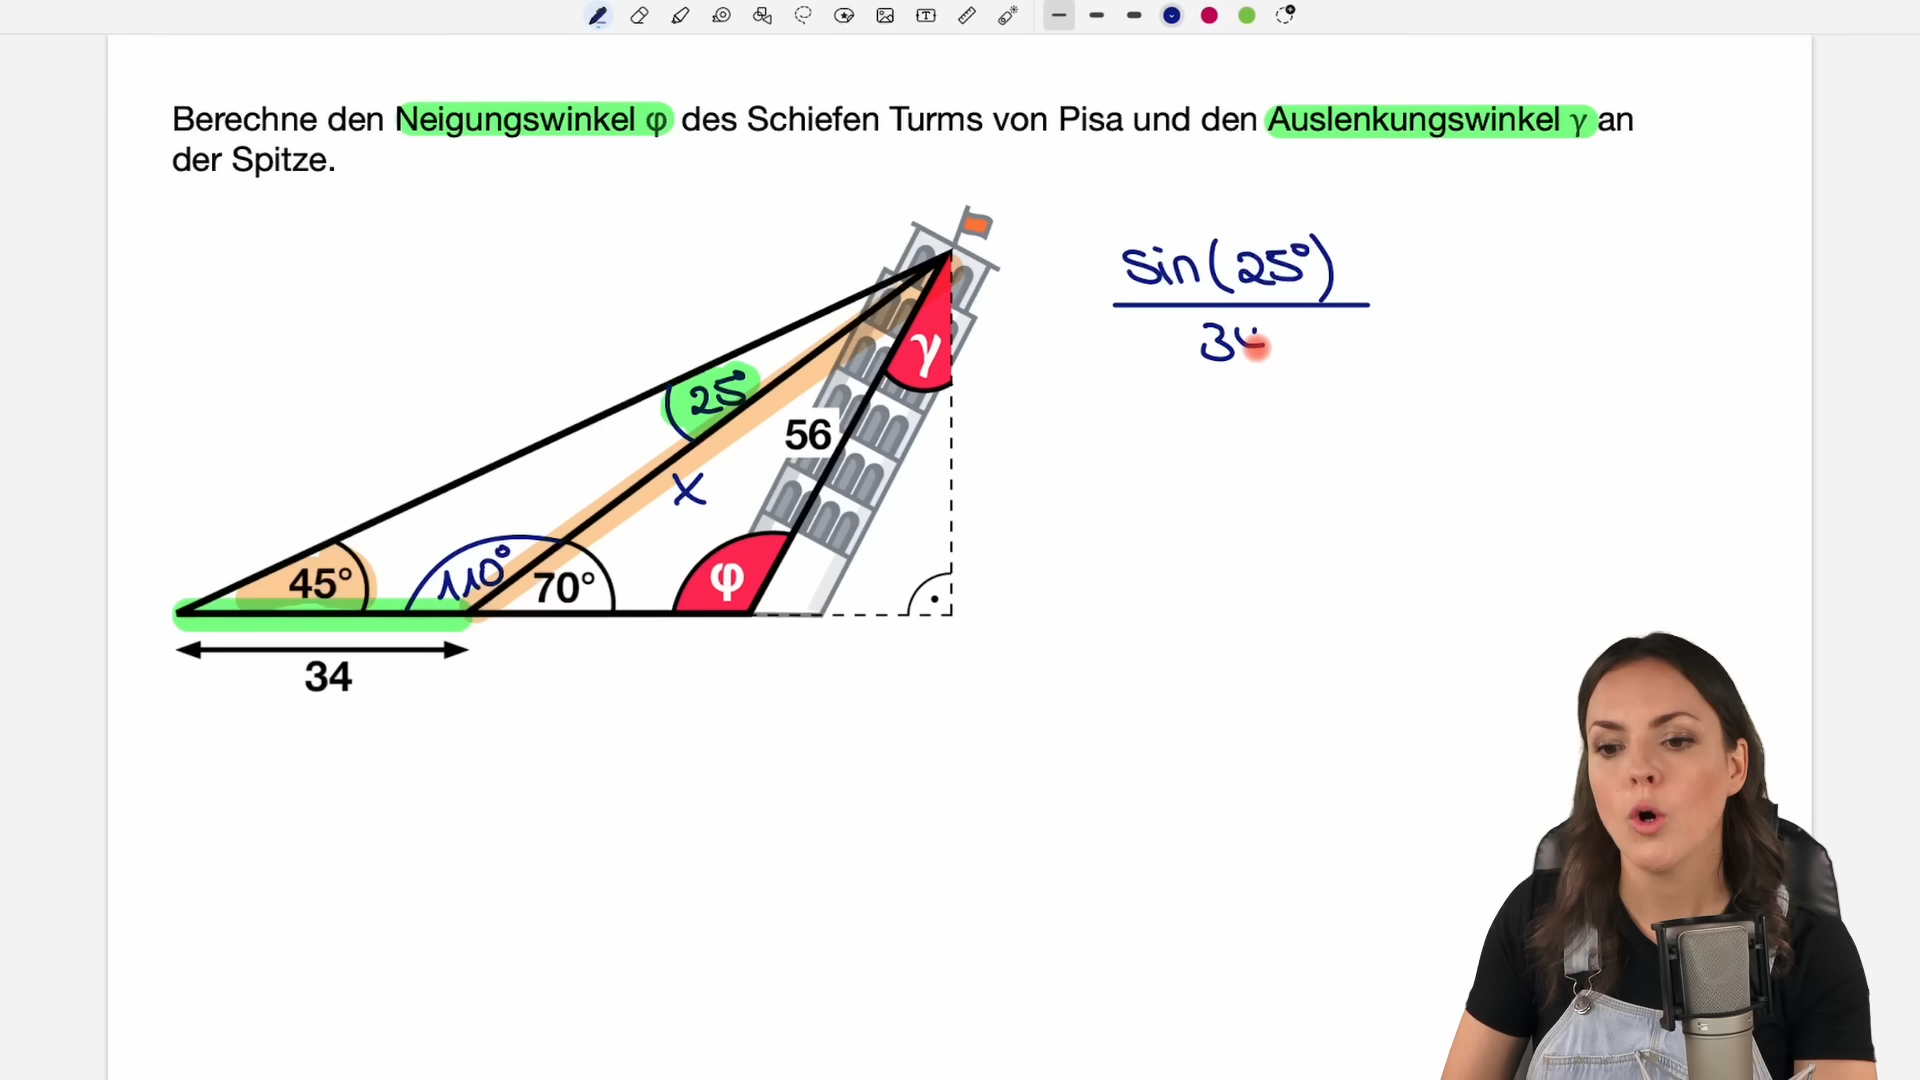 Berechne den Neigungswinkel φ des Schiefen Turms von Pisa und den Auslenkungswinkel γ an
der Spitze.
sin(25°)
34
γ
25°
56
x
45°
110°
70°
φ
34